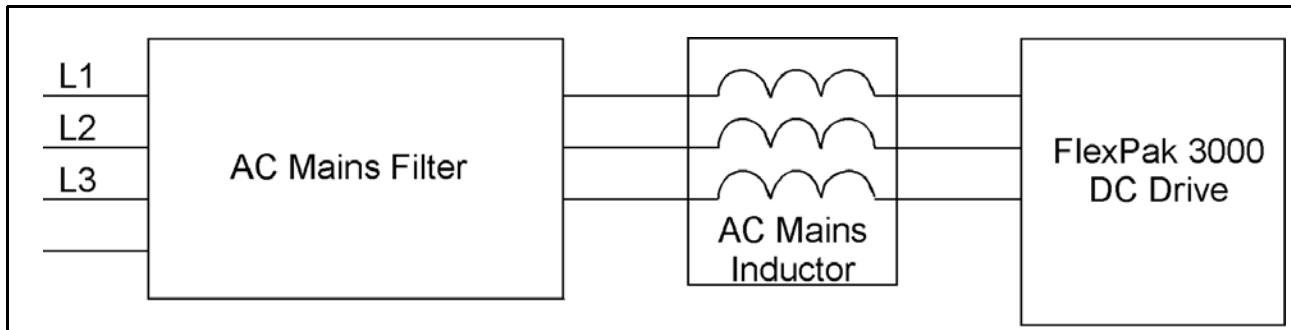 L1
L2
L3
AC Mains Filter
AC Mains
Inductor
FlexPak 3000
DC Drive